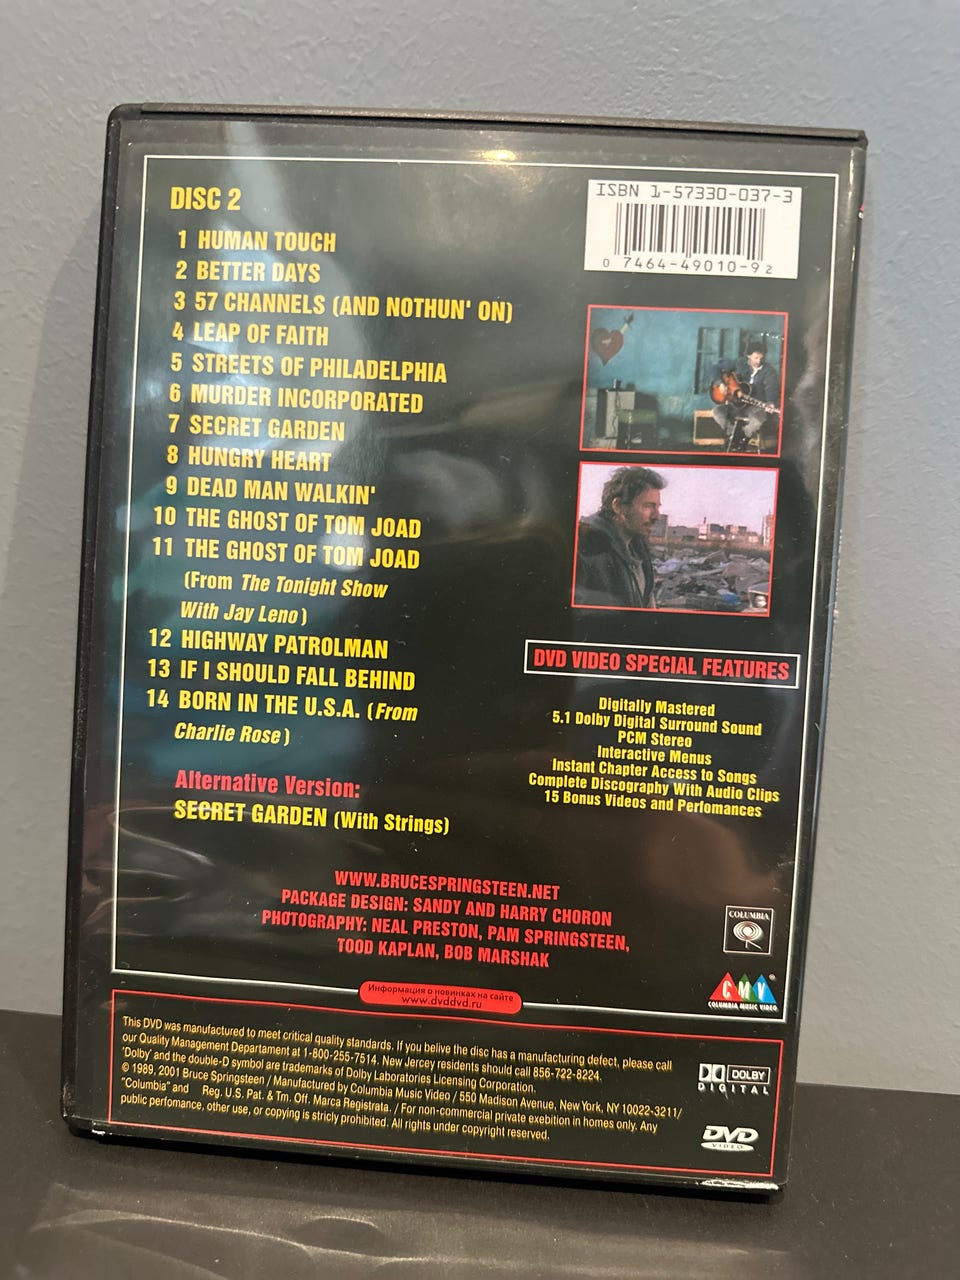 DISC 2
1 HUMAN TOUCH
2 BETTER DAYS
3 57 CHANNELS (AND NOTHUN' ON)
4 LEAP OF FAITH
5 STREETS OF PHILADELPHIA
6 MURDER INCORPORATED
7 SECRET GARDEN
8 HUNGRY HEART
9 DEAD MAN WALKIN'
10 THE GHOST OF TOM JOAD
11 THE GHOST OF TOM JOAD
(From The Tonight Show
With Jay Leno)
12 HIGHWAY PATROLMAN
13 IF I SHOULD FALL BEHIND
14 BORN IN THE U.S.A. (From
Charlie Rose)
Alternative Version:
SECRET GARDEN (With Strings)
ISBN 1-57330-037-3
0 7464-49010-9 2
DVD VIDEO SPECIAL FEATURES
Digitally Mastered
5.1 Dolby Digital Surround Sound
PCM Stereo
Interactive Menus
Instant Chapter Access to Songs
Complete Discography With Audio Clips
15 Bonus Videos and Perfomances
WWW.BRUCESPRINGSTEEN.NET
PACKAGE DESIGN: SANDY AND HARRY CHORON
PHOTOGRAPHY: NEAL PRESTON, PAM SPRINGSTEEN,
TOOD KAPLAN, BOB MARSHAK
COLUMBIA
CMV
COLUMBIA MUSIC VIDEO
Информация о новинках на сайте
www.dvddvd.ru
This DVD was manufactured to meet critical quality standards. If you belive the disc has a manufacturing defect, please call
our Quality Management Departament at 1-800-255-7514. New Jercey residents should call 856-722-8224.
'Dolby' and the double-D symbol are trademarks of Dolby Laboratories Licensing Corporation.
© 1989, 2001 Bruce Springsteen / Manufactured by Columbia Music Video / 550 Madison Avenue, New York, NY 10022-3211/
"Columbia" and Reg. U.S. Pat. & Tm. Off. Marca Registrata. / For non-commercial private exebition in homes only. Any
public perfomance, other use, or copying is stricly prohibited. All rights under copyright reserved.
DOLBY
DIGITAL
DVD
VIDEO